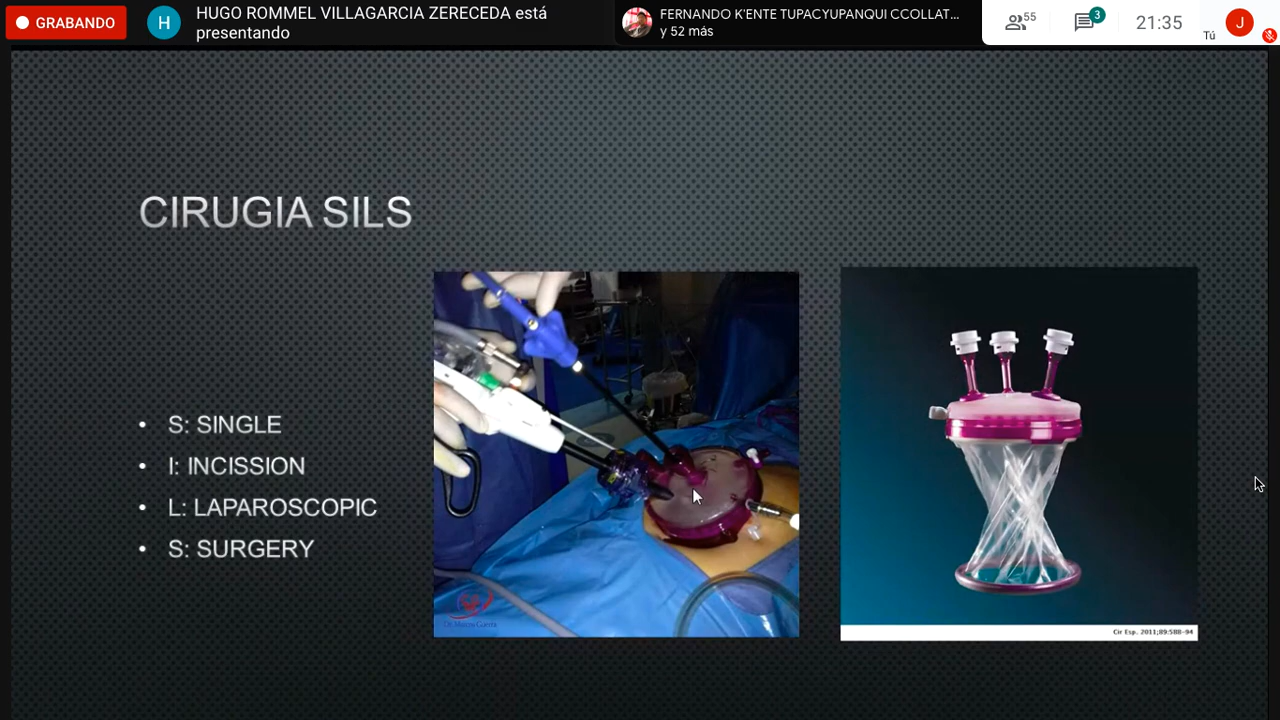 GRABANDO
H
HUGO ROMMEL VILLAGARCIA ZERECEDA está
presentando
FERNANDO K'ENTE TUPACYUPANQUI CCOLLAT...
y 52 más
55
3
21:35
Tú
J
CIRUGIA SILS
• S: SINGLE
• I: INCISSION
• L: LAPAROSCOPIC
• S: SURGERY
Cir Esp. 2011;89:588-94